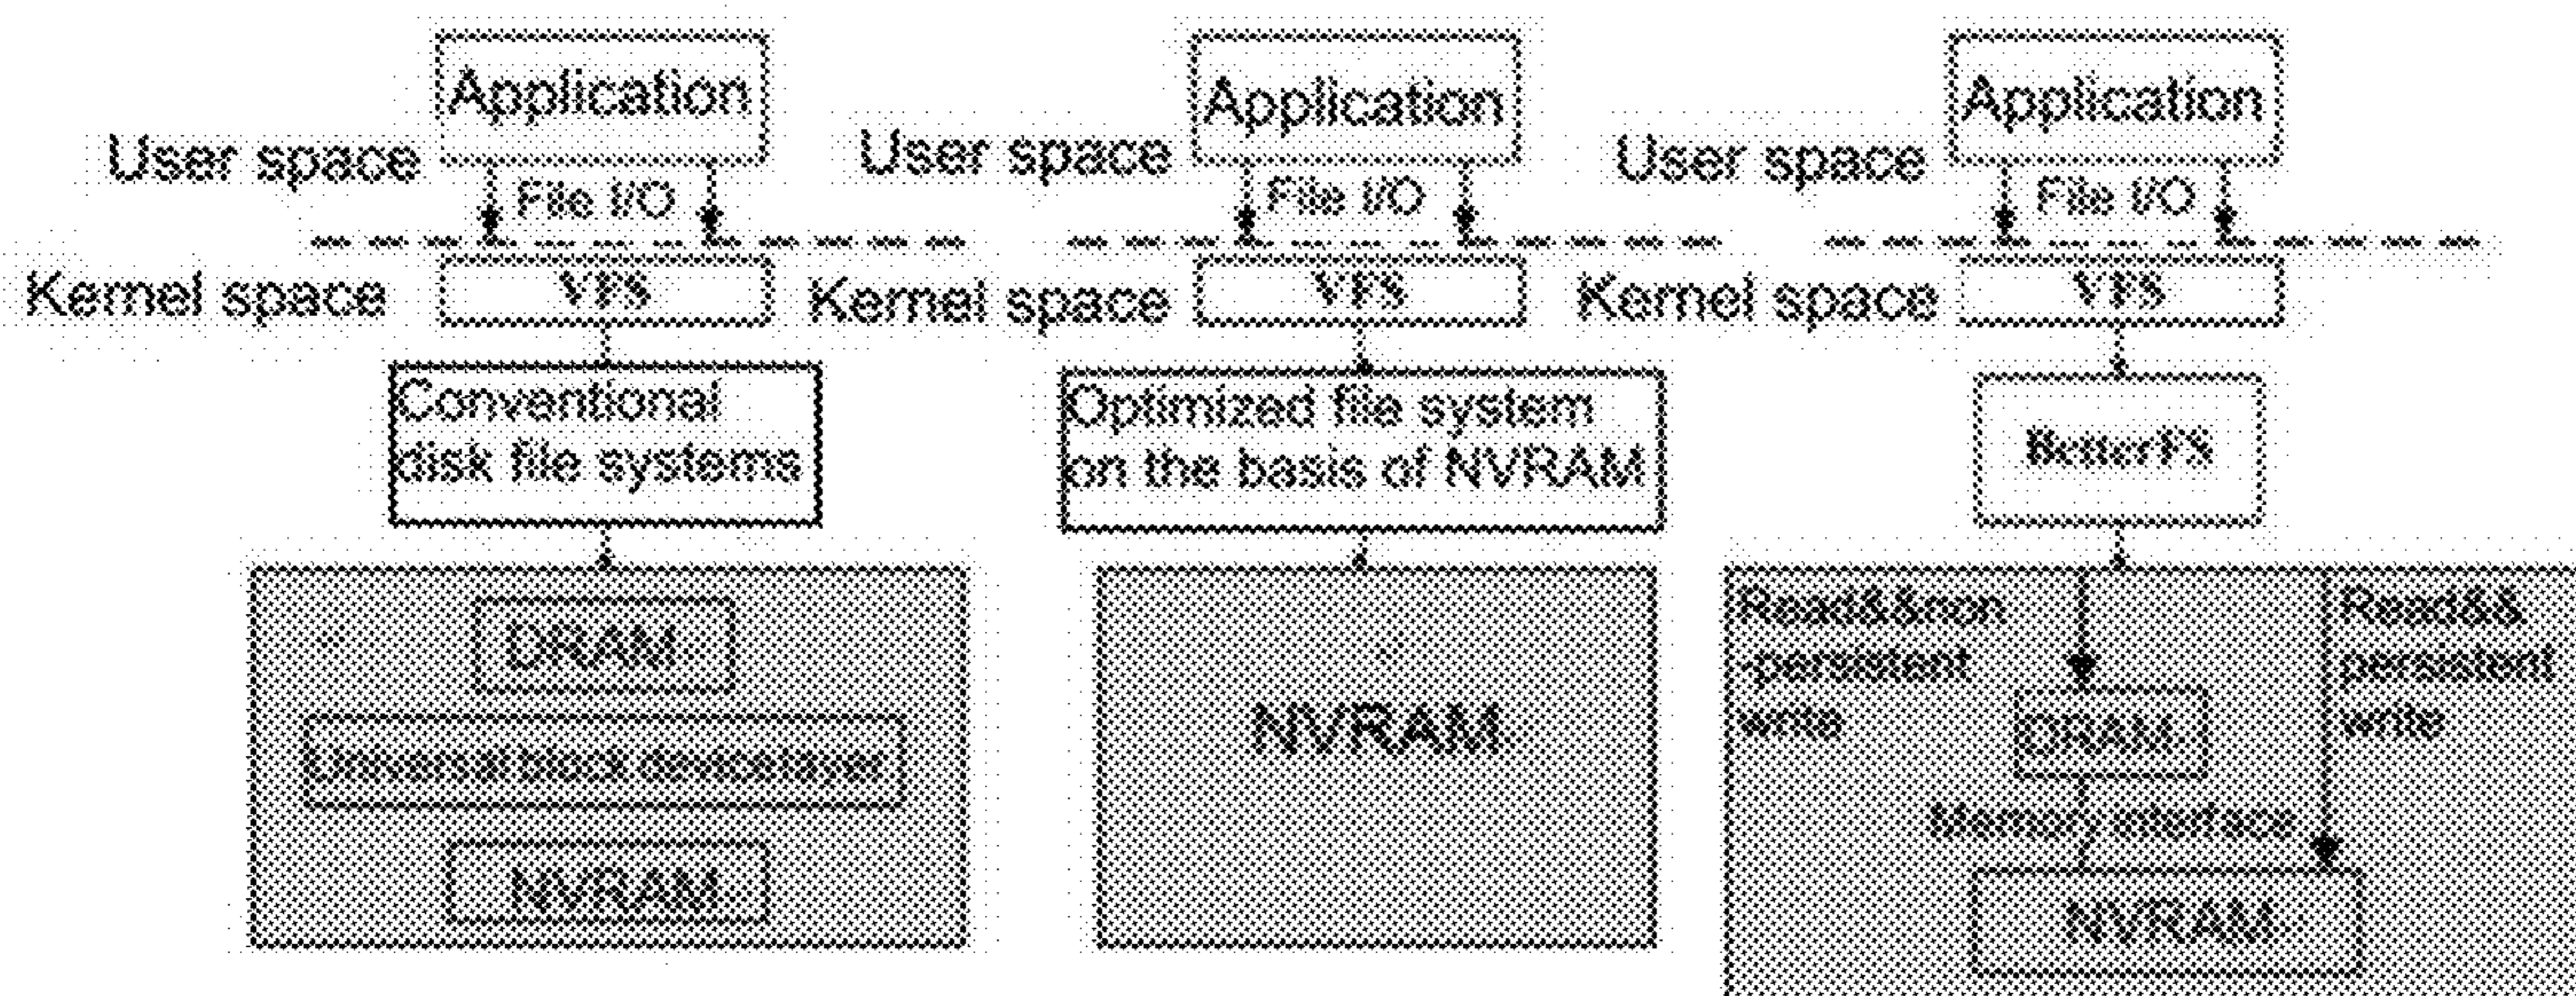 Application
User space
File I/O
Kernel space
VFS
Conventional
disk file systems
DRAM
Universal block device layer
NVRAM
Application
User space
File I/O
Kernel space
VFS
Optimized file system
on the basis of NVRAM
NVRAM
Application
User space
File I/O
Kernel space
VFS
BetterFS
Read&&non
-persistent
write
Read&&
persistent
write
DRAM
Memory interface
NVRAM